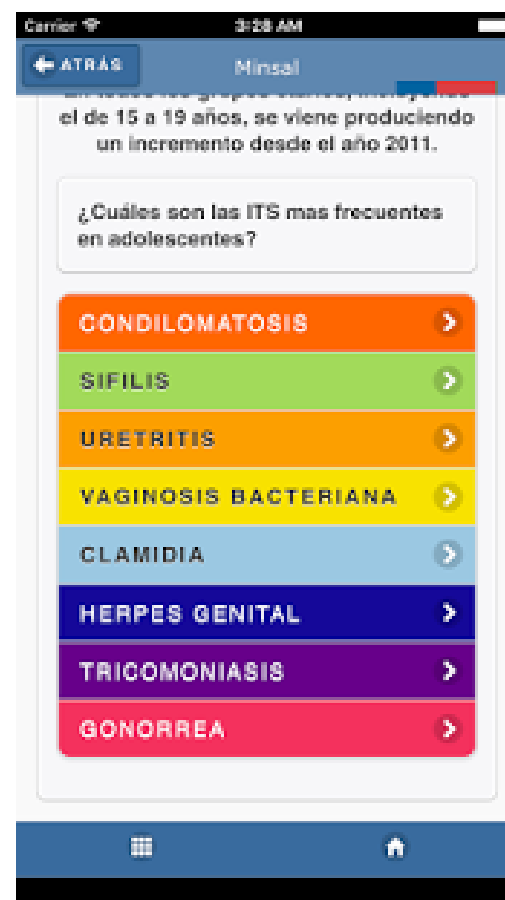 Carrier
3:28 AM
ATRÁS
Minsal
el de 15 a 19 años, se viene produciendo
un incremento desde el año 2011.
¿Cuáles son las ITS mas frecuentes
en adolescentes?
CONDILOMATOSIS
SIFILIS
URETRITIS
VAGINOSIS BACTERIANA
CLAMIDIA
HERPES GENITAL
TRICOMONIASIS
GONORREA